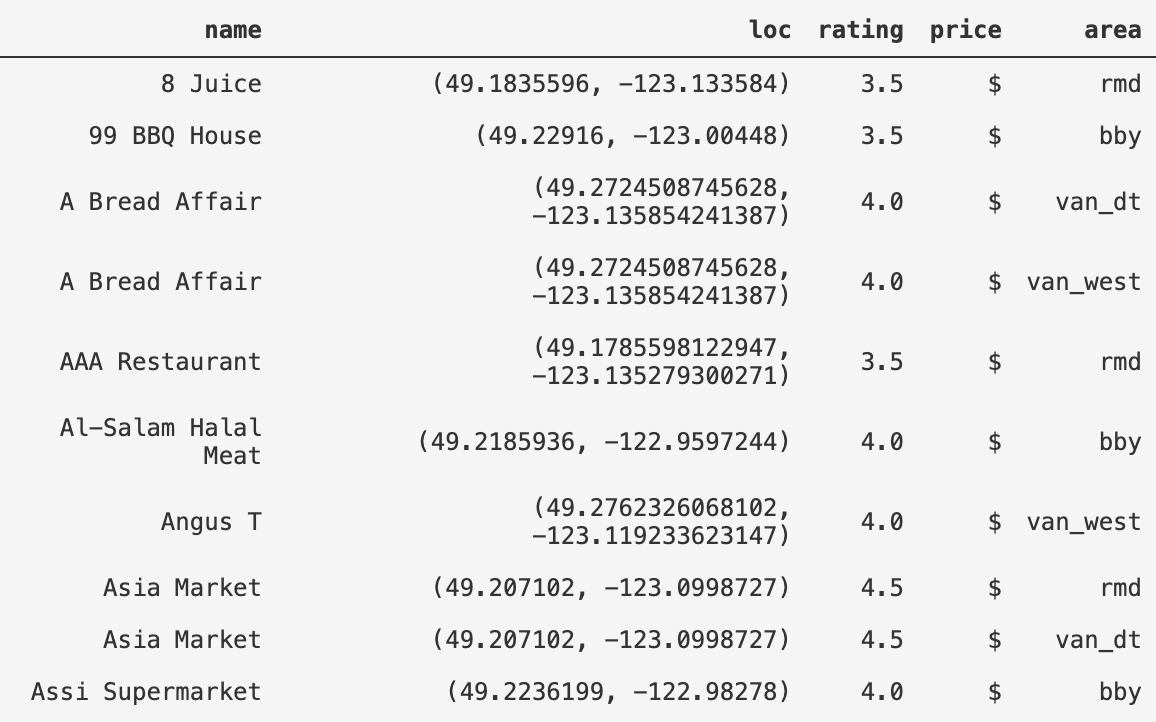 name loc rating price area
8 Juice (49.1835596, -123.133584) 3.5 $ rmd
99 BBQ House (49.22916, -123.00448) 3.5 $ bby
A Bread Affair (49.2724508745628, -123.135854241387) 4.0 $ van_dt
A Bread Affair (49.2724508745628, -123.135854241387) 4.0 $ van_west
AAA Restaurant (49.1785598122947, -123.135279300271) 3.5 $ rmd
Al-Salam Halal Meat (49.2185936, -122.9597244) 4.0 $ bby
Angus T (49.2762326068102, -123.119233623147) 4.0 $ van_west
Asia Market (49.207102, -123.0998727) 4.5 $ rmd
Asia Market (49.207102, -123.0998727) 4.5 $ van_dt
Assi Supermarket (49.2236199, -122.98278) 4.0 $ bby